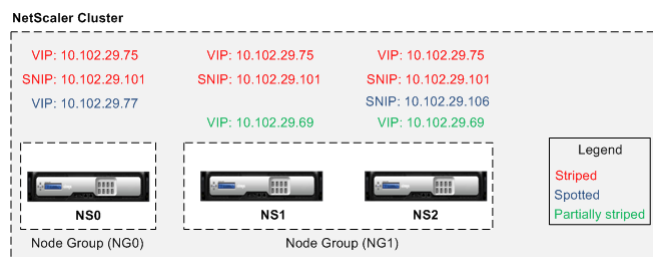 NetScaler Cluster
VIP: 10.102.29.75 VIP: 10.102.29.75 VIP: 10.102.29.75
SNIP: 10.102.29.101 SNIP: 10.102.29.101 SNIP: 10.102.29.101
VIP: 10.102.29.77 SNIP: 10.102.29.106
VIP: 10.102.29.69 VIP: 10.102.29.69
Legend
Striped
Spotted
Partially striped
NS0 NS1 NS2
Node Group (NG0) Node Group (NG1)